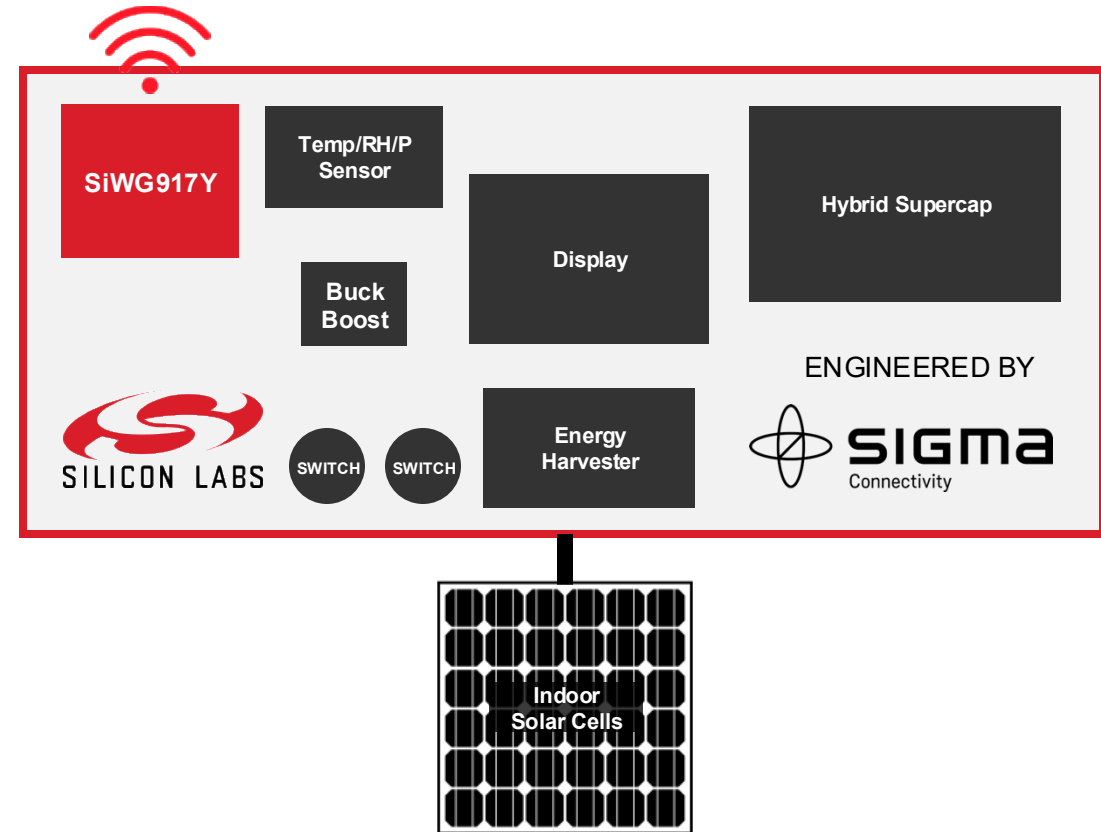 SiWG917Y
Temp/RH/P
Sensor
Hybrid Supercap
Display
Buck
Boost
ENGINEERED BY
SILICON LABS
SWITCH
SWITCH
Energy
Harvester
SIGMA
Connectivity
Indoor
Solar Cells